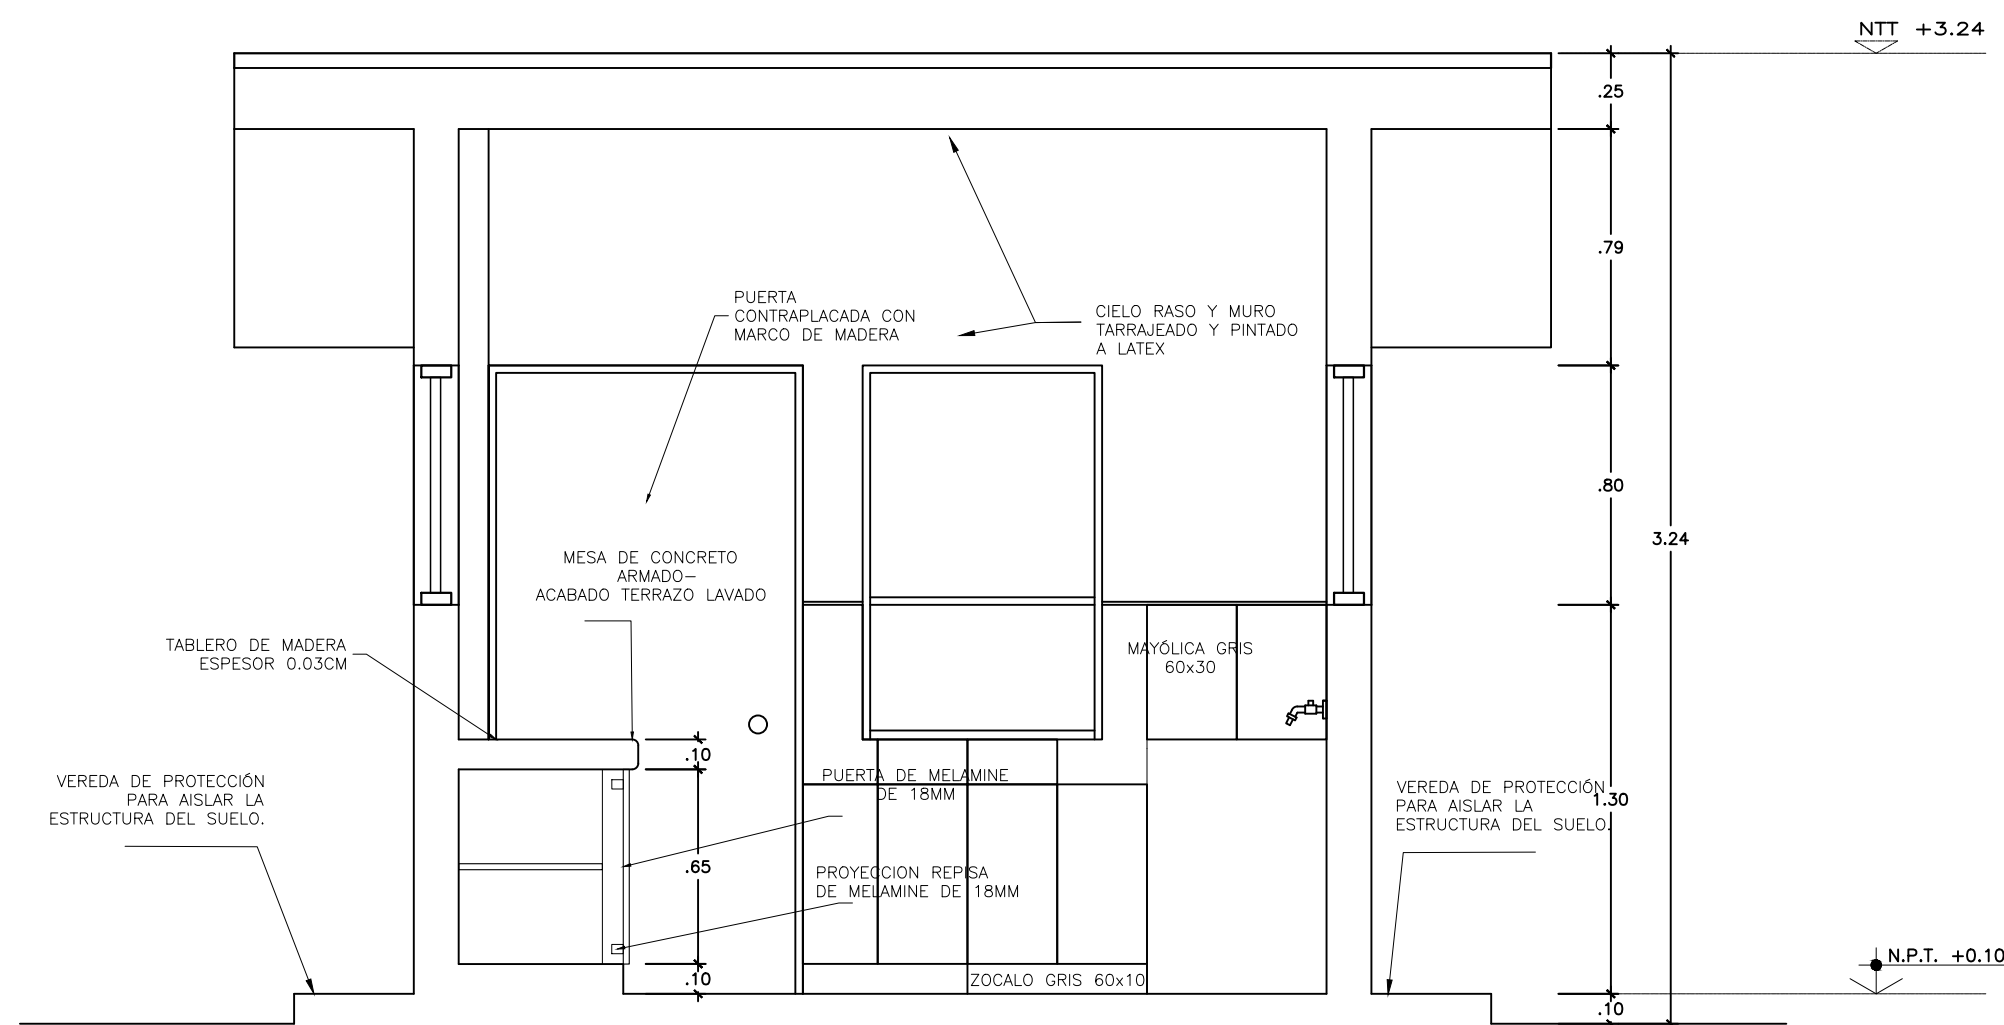 NTT +3.24
.25
.79
PUERTA
CONTRAPLACADA CON
MARCO DE MADERA
CIELO RASO Y MURO
TARRAJEADO Y PINTADO
A LATEX
.80
3.24
MESA DE CONCRETO
ARMADO-
ACABADO TERRAZO LAVADO
TABLERO DE MADERA
ESPESOR 0.03CM
MAYÓLICA GRIS
60x30
.10
VEREDA DE PROTECCIÓN
PARA AISLAR LA
ESTRUCTURA DEL SUELO.
PUERTA DE MELAMINE
DE 18MM
VEREDA DE PROTECCIÓN
PARA AISLAR LA
ESTRUCTURA DEL SUELO.
1.30
.65
PROYECCION REPISA
DE MELAMINE DE 18MM
N.P.T. +0.10
.10
ZOCALO GRIS 60x10
.10